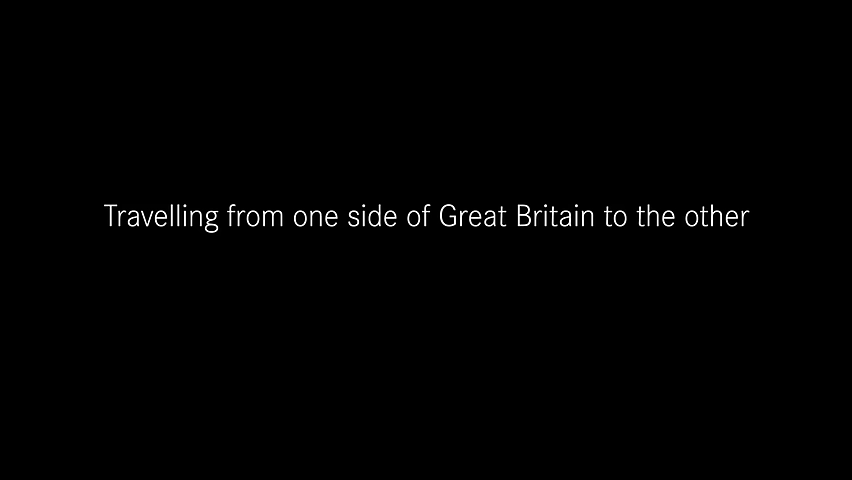 Travelling from one side of Great Britain to the other